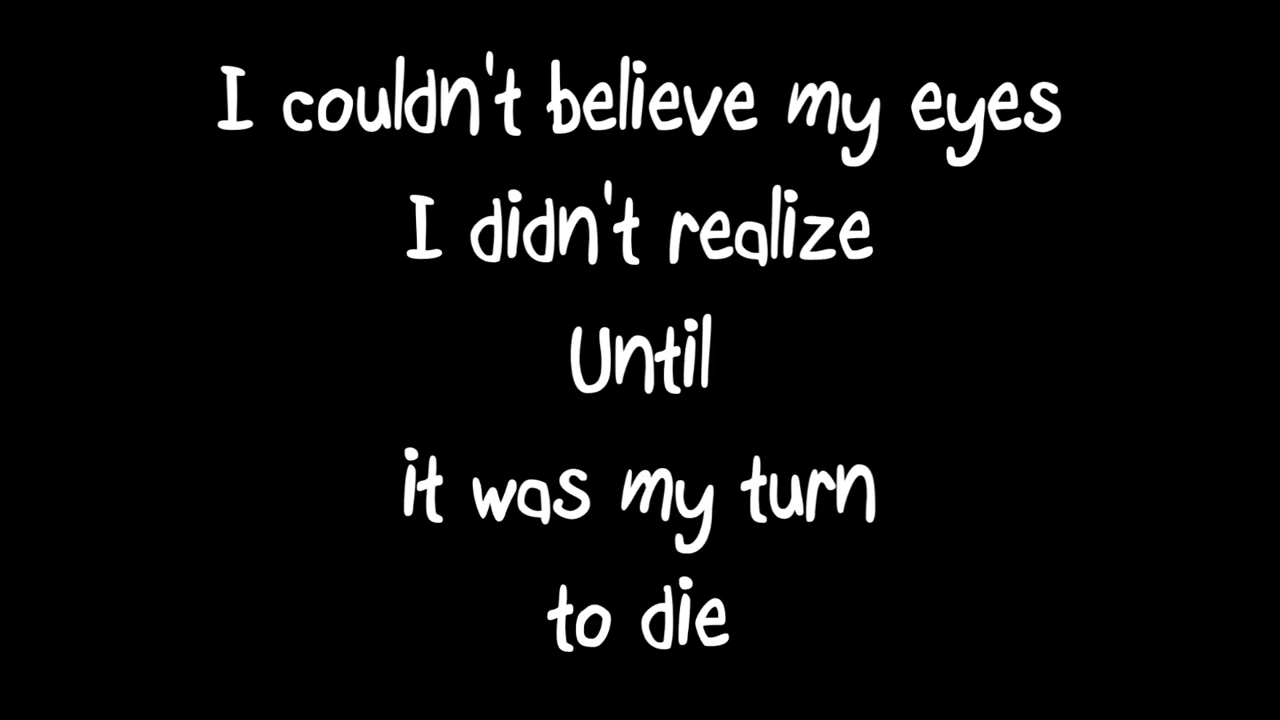 I couldn't believe my eyes
I didn't realize
Until
it was my turn
to die